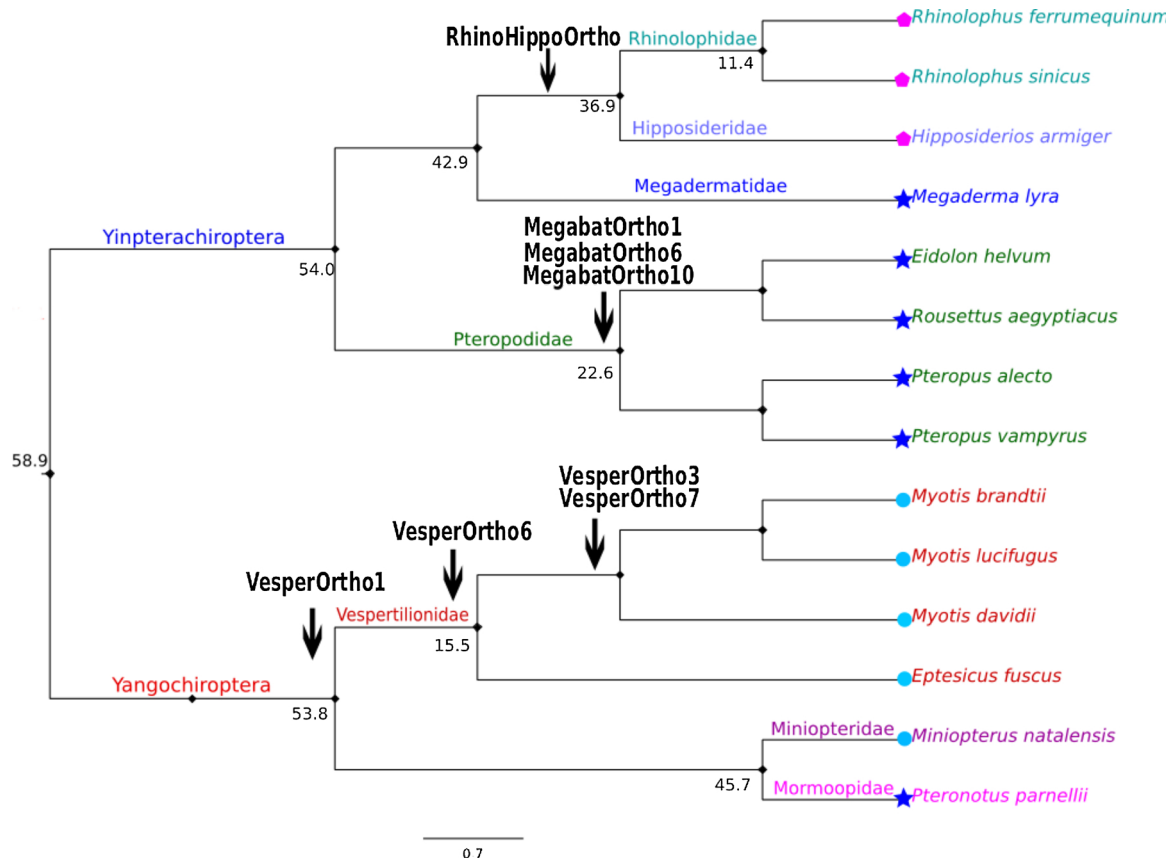 Rhinolophus ferrumequinum
RhinoHippoOrtho
Rhinolophidae
11.4
Rhinolophus sinicus
36.9
Hipposideridae
Hipposiderios armiger
42.9
Megadermatidae
Megaderma lyra
MegabatOrtho1
MegabatOrtho6
MegabatOrtho10
Yinpterachiroptera
54.0
Eidolon helvum
Rousettus aegyptiacus
Pteropodidae
22.6
Pteropus alecto
Pteropus vampyrus
58.9
VesperOrtho3
VesperOrtho7
Myotis brandtii
VesperOrtho6
Myotis lucifugus
VesperOrtho1
Vespertilionidae
Myotis davidii
15.5
Eptesicus fuscus
Yangochiroptera
53.8
Miniopteridae
Miniopterus natalensis
45.7
Mormoopidae
Pteronotus parnellii
0.7